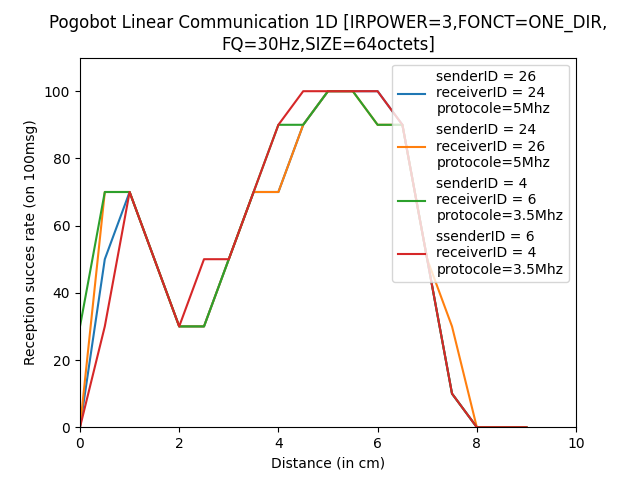 Pogobot Linear Communication 1D [IRPOWER=3,FONCT=ONE_DIR,
FQ=30Hz,SIZE=64octets]
senderID = 26
receiverID = 24
protocole=5Mhz
senderID = 24
receiverID = 26
protocole=5Mhz
senderID = 4
receiverID = 6
protocole=3.5Mhz
ssenderID = 6
receiverID = 4
protocole=3.5Mhz
Reception succes rate (on 100msg)
100
80
60
40
20
0
0 2 4 6 8 10
Distance (in cm)